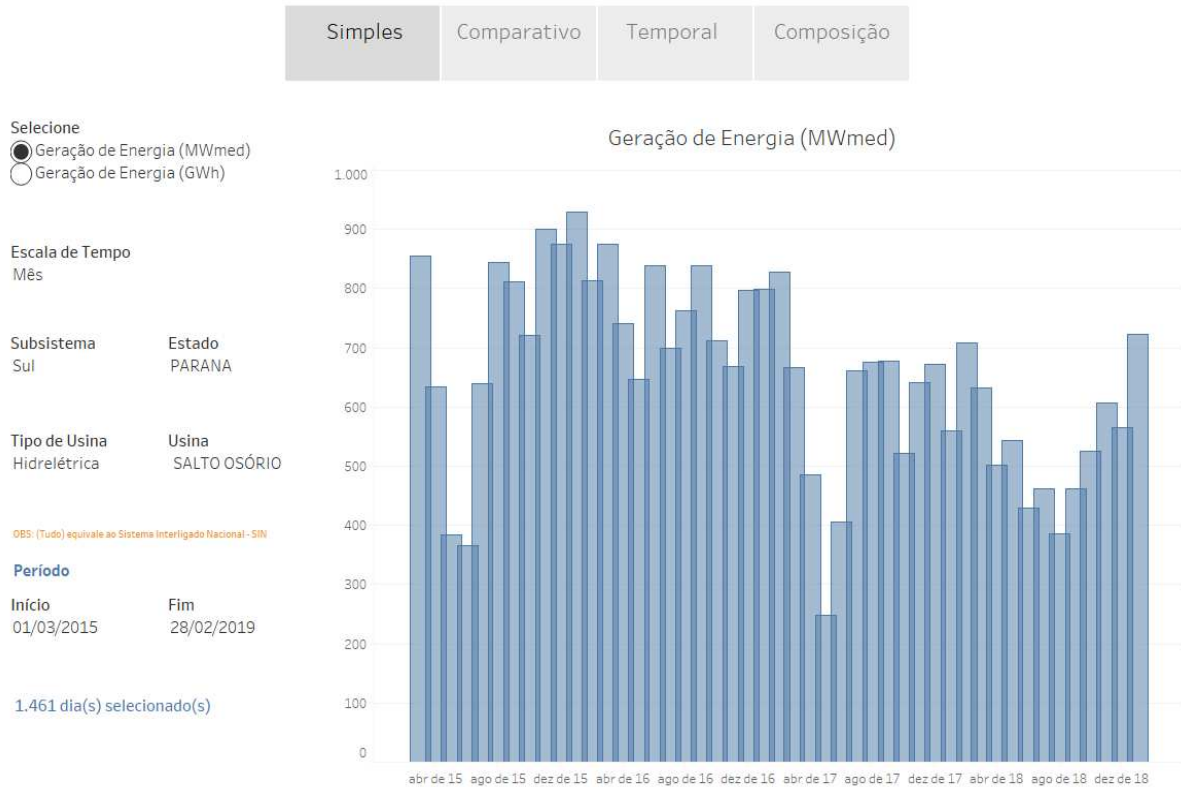 Simples Comparativo Temporal Composição
Selecione
Geração de Energia (MWmed)
Geração de Energia (GWh)
Escala de Tempo
Mês
Subsistema Estado
Sul PARANA
Tipo de Usina Usina
Hidrelétrica SALTO OSÓRIO
OBS: (Tudo) equivale ao Sistema Interligado Nacional - SIN
Período
Início Fim
01/03/2015 28/02/2019
1.461 dia(s) selecionado(s)
Geração de Energia (MWmed)
1.000
900
800
700
600
500
400
300
200
100
0
abr de 15 ago de 15 dez de 15 abr de 16 ago de 16 dez de 16 abr de 17 ago de 17 dez de 17 abr de 18 ago de 18 dez de 18